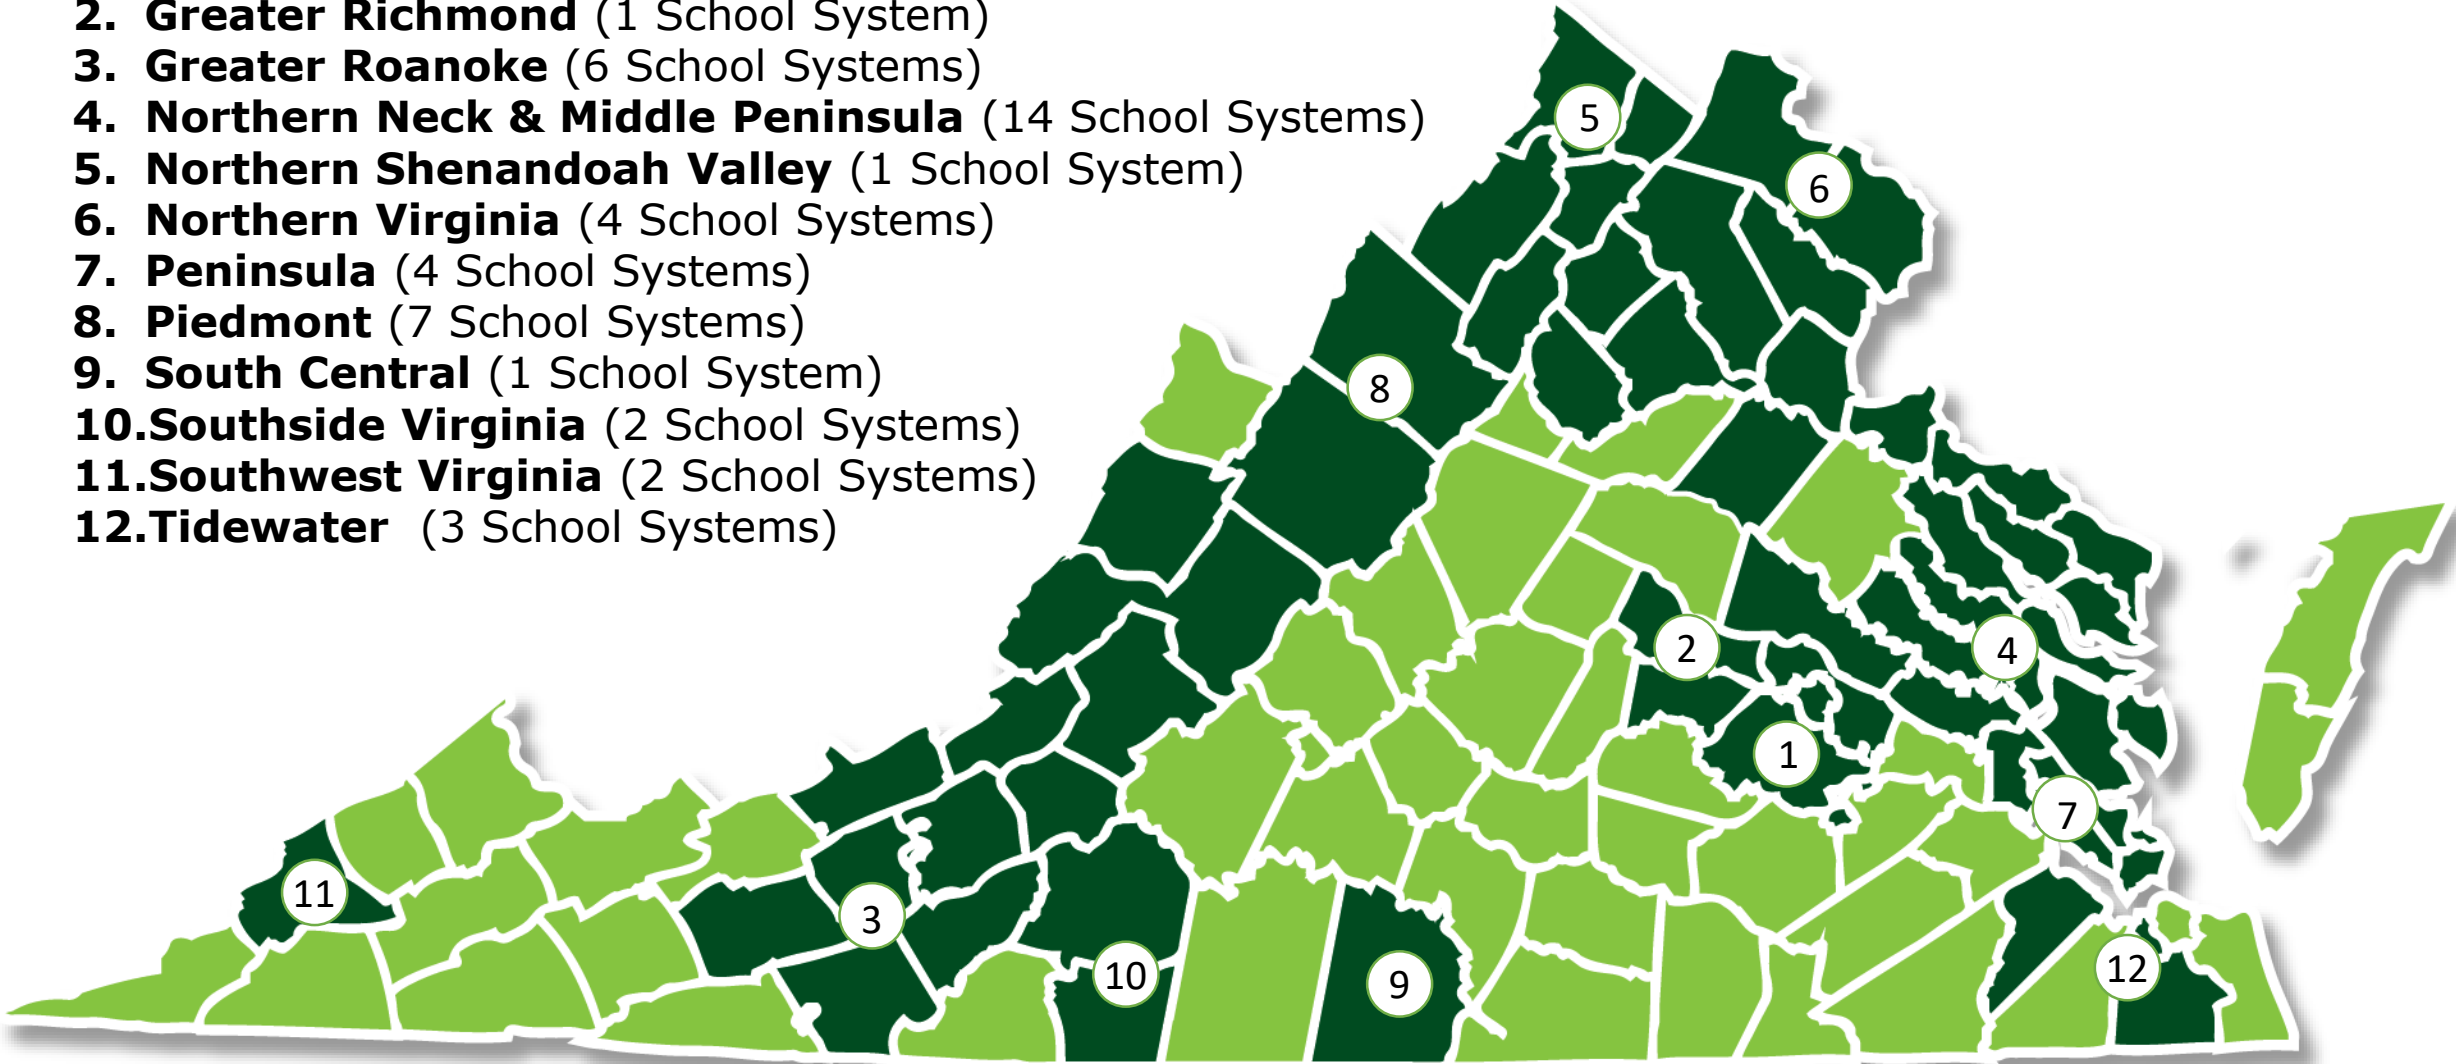 2. Greater Richmond (1 School System)
3. Greater Roanoke (6 School Systems)
4. Northern Neck & Middle Peninsula (14 School Systems)
5. Northern Shenandoah Valley (1 School System)
6. Northern Virginia (4 School Systems)
7. Peninsula (4 School Systems)
8. Piedmont (7 School Systems)
9. South Central (1 School System)
10.Southside Virginia (2 School Systems)
11.Southwest Virginia (2 School Systems)
12.Tidewater (3 School Systems)
5
6
8
2
4
1
7
11
3
10
9
12